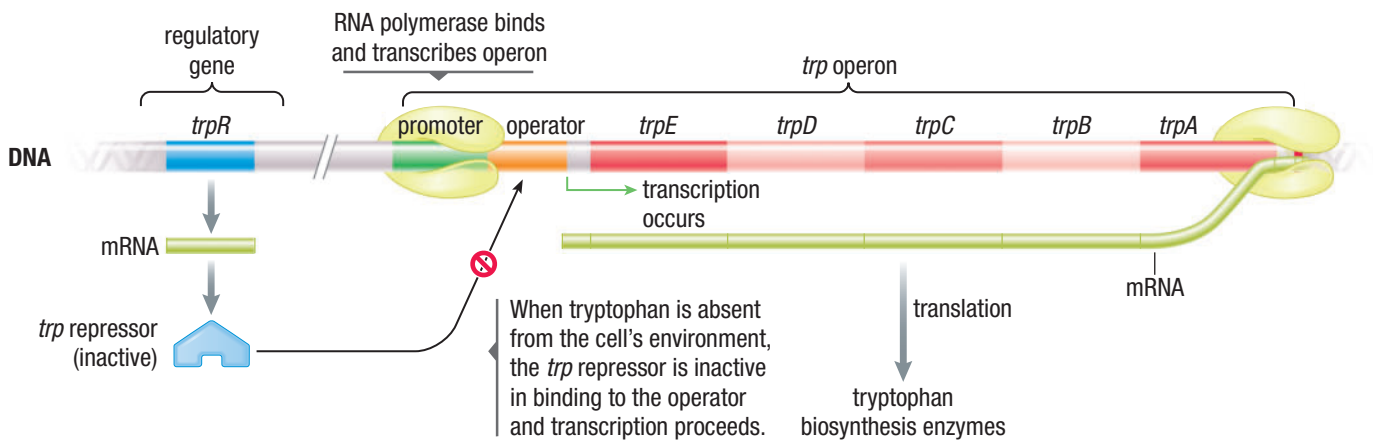 regulatory
gene
RNA polymerase binds
and transcribes operon
trp operon
trpR
promoter
operator
trpE
trpD
trpC
trpB
trpA
DNA
transcription
occurs
mRNA
mRNA
When tryptophan is absent
from the cell’s environment,
the trp repressor is inactive
in binding to the operator
and transcription proceeds.
translation
trp repressor
(inactive)
tryptophan
biosynthesis enzymes